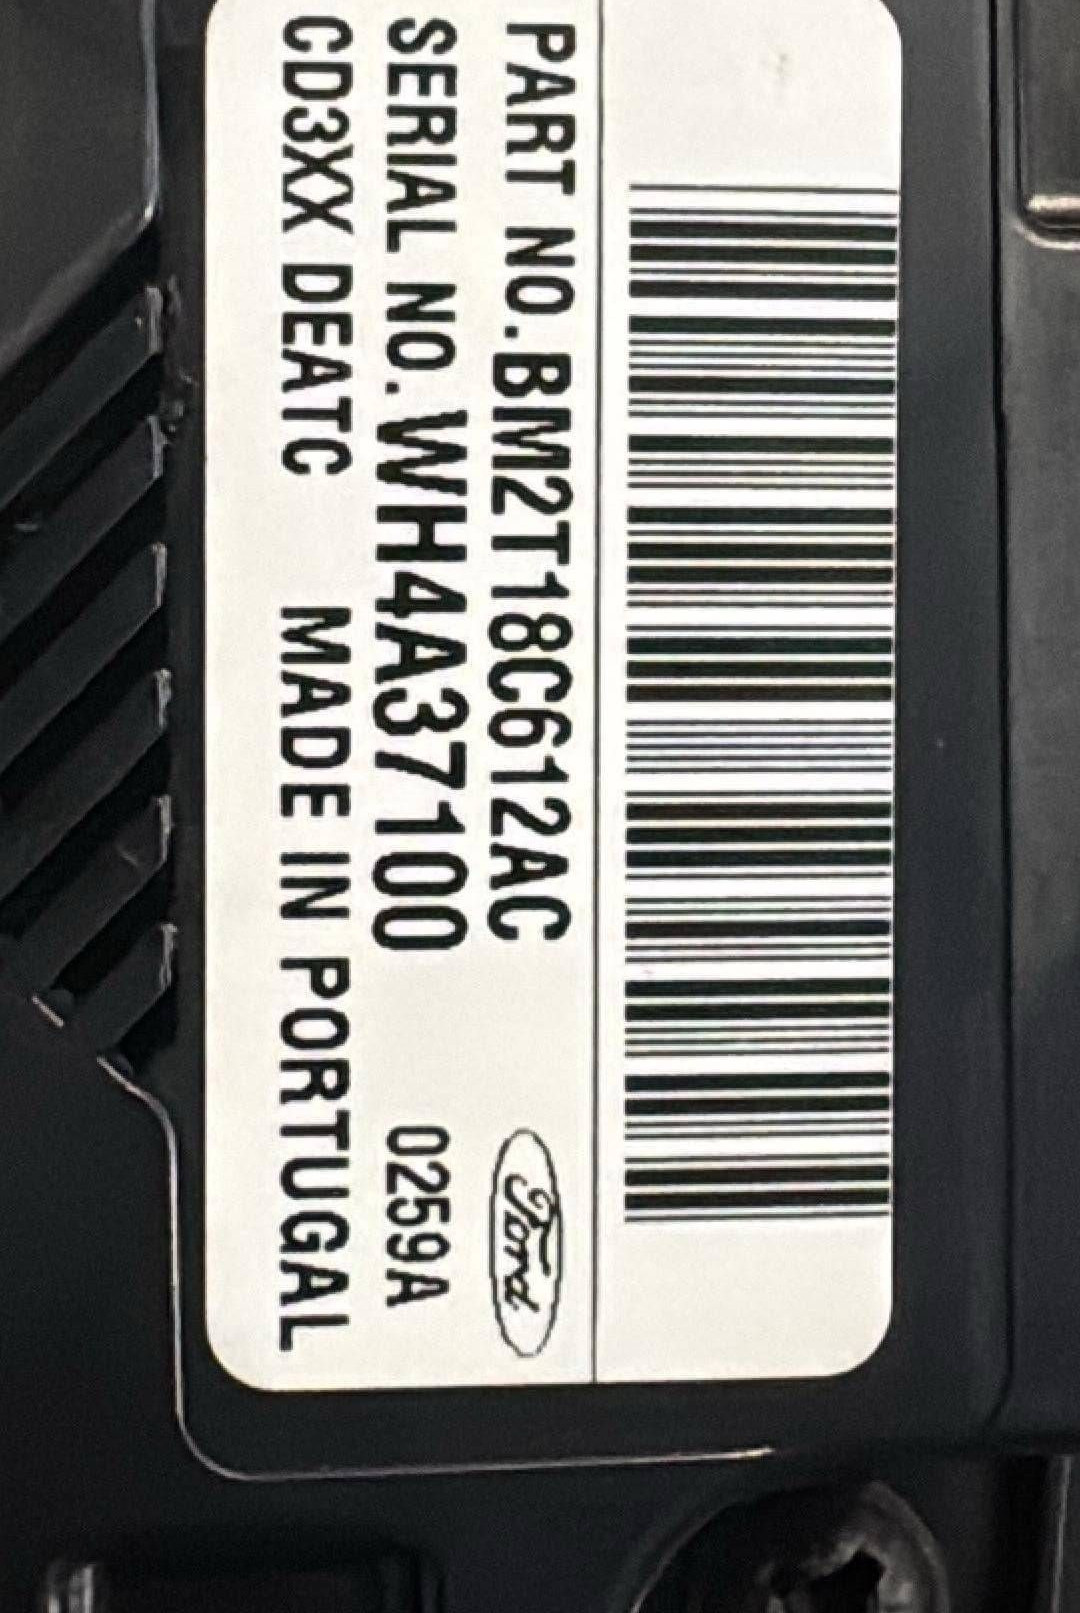 PART NO. BM2T18C612AC Ford
SERIAL NO. WH4A37100 0259A
CD3XX DEATC MADE IN PORTUGAL